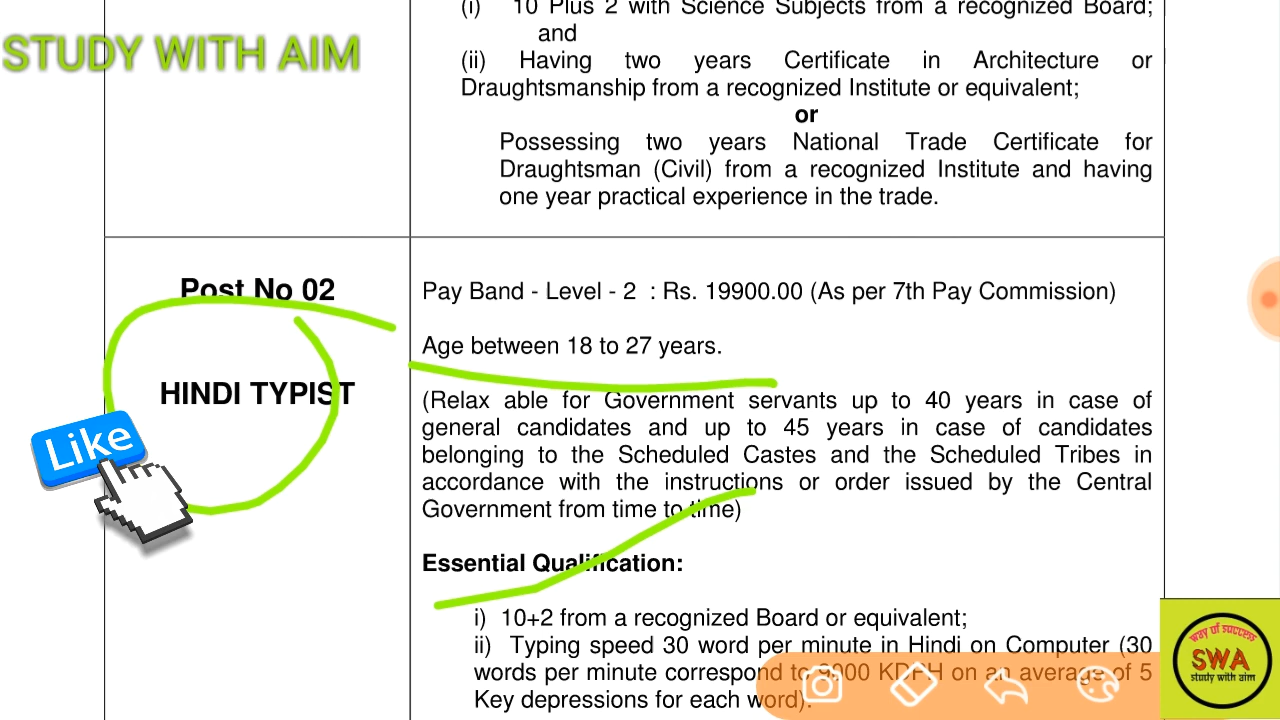 (i) 10 Plus 2 with Science Subjects from a recognized Board;
and
STUDY WITH AIM
(ii) Having two years Certificate in Architecture or
Draughtsmanship from a recognized Institute or equivalent;
or
Possessing two years National Trade Certificate for
Draughtsman (Civil) from a recognized Institute and having
one year practical experience in the trade.
Post No 02
HINDI TYPIST
Like
Pay Band - Level - 2 : Rs. 19900.00 (As per 7th Pay Commission)
Age between 18 to 27 years.
(Relax able for Government servants up to 40 years in case of
general candidates and up to 45 years in case of candidates
belonging to the Scheduled Castes and the Scheduled Tribes in
accordance with the instructions or order issued by the Central
Government from time to time)
Essential Qualification:
i) 10+2 from a recognized Board or equivalent;
ii) Typing speed 30 word per minute in Hindi on Computer (30
words per minute correspond to 9000 KDPH on an average of 5
Key depressions for each word).
way of success
SWA
study with aim